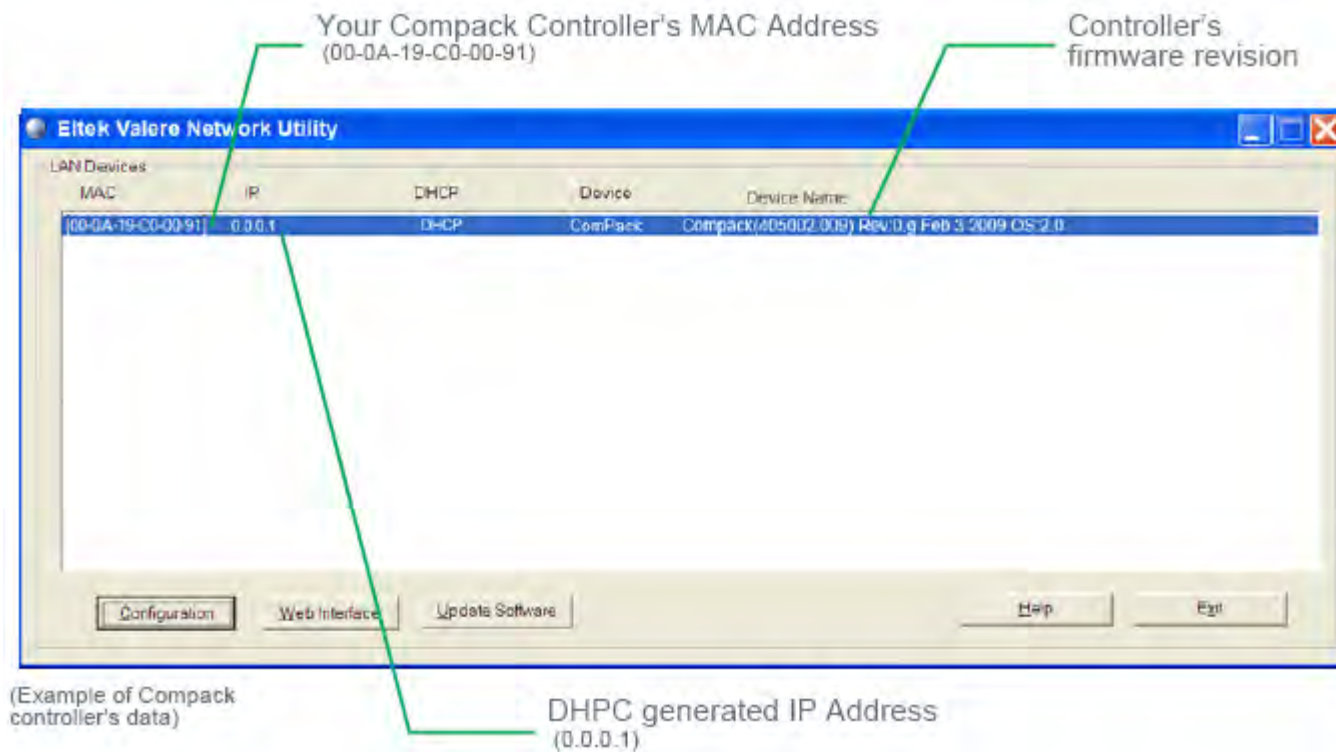 Your Compack Controller's MAC Address
(00-0A-19-C0-00-91)
Controller's
firmware revision
Eltek Valere Network Utility
LAN Devices
MAC IP DHCP Device Device Name
[00-0A-19-C0-00-91] 0.0.0.1 DHCP ComPack Compack(405002.009) Rev:0.g Feb 3 2009 OS:2.0
Configuration Web Interface Update Software Help Exit
(Example of Compack
controller's data)
DHPC generated IP Address
(0.0.0.1)